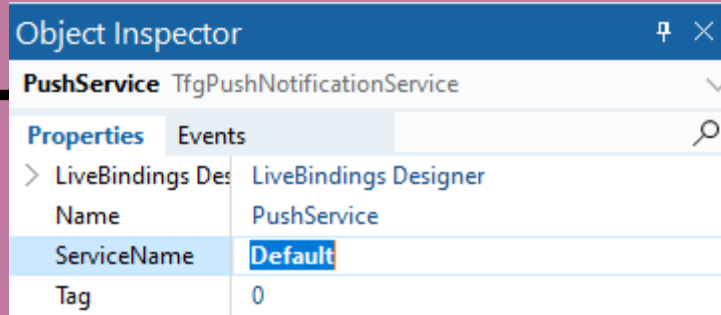 Object Inspector
PushService TfgPushNotificationService
Properties Events
LiveBindings Des LiveBindings Designer
Name PushService
ServiceName Default
Tag 0